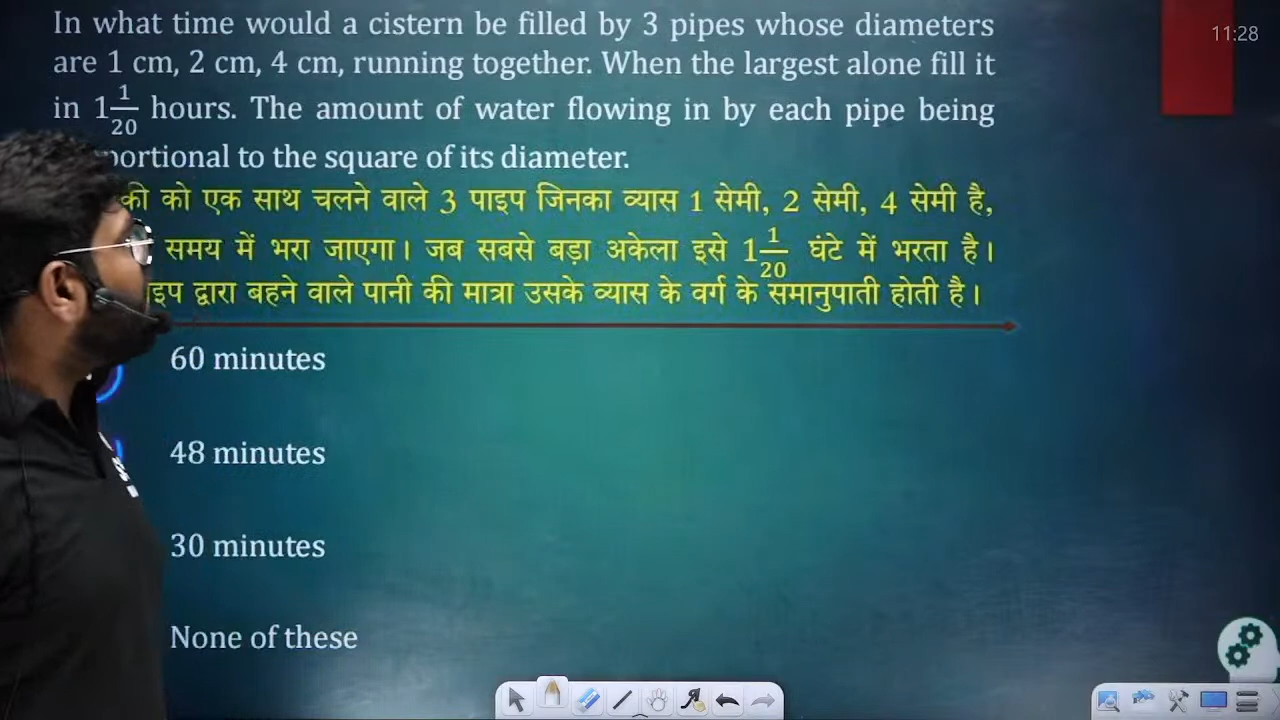 11:28
In what time would a cistern be filled by 3 pipes whose diameters
are 1 cm, 2 cm, 4 cm, running together. When the largest alone fill it
in 1 1/20 hours. The amount of water flowing in by each pipe being
portional to the square of its diameter.
की को एक साथ चलने वाले 3 पाइप जिनका व्यास 1 सेमी, 2 सेमी, 4 सेमी है,
समय में भरा जाएगा। जब सबसे बड़ा अकेला इसे 1 1/20 घंटे में भरता है।
इप द्वारा बहने वाले पानी की मात्रा उसके व्यास के वर्ग के समानुपाती होती है।
60 minutes
48 minutes
30 minutes
None of these